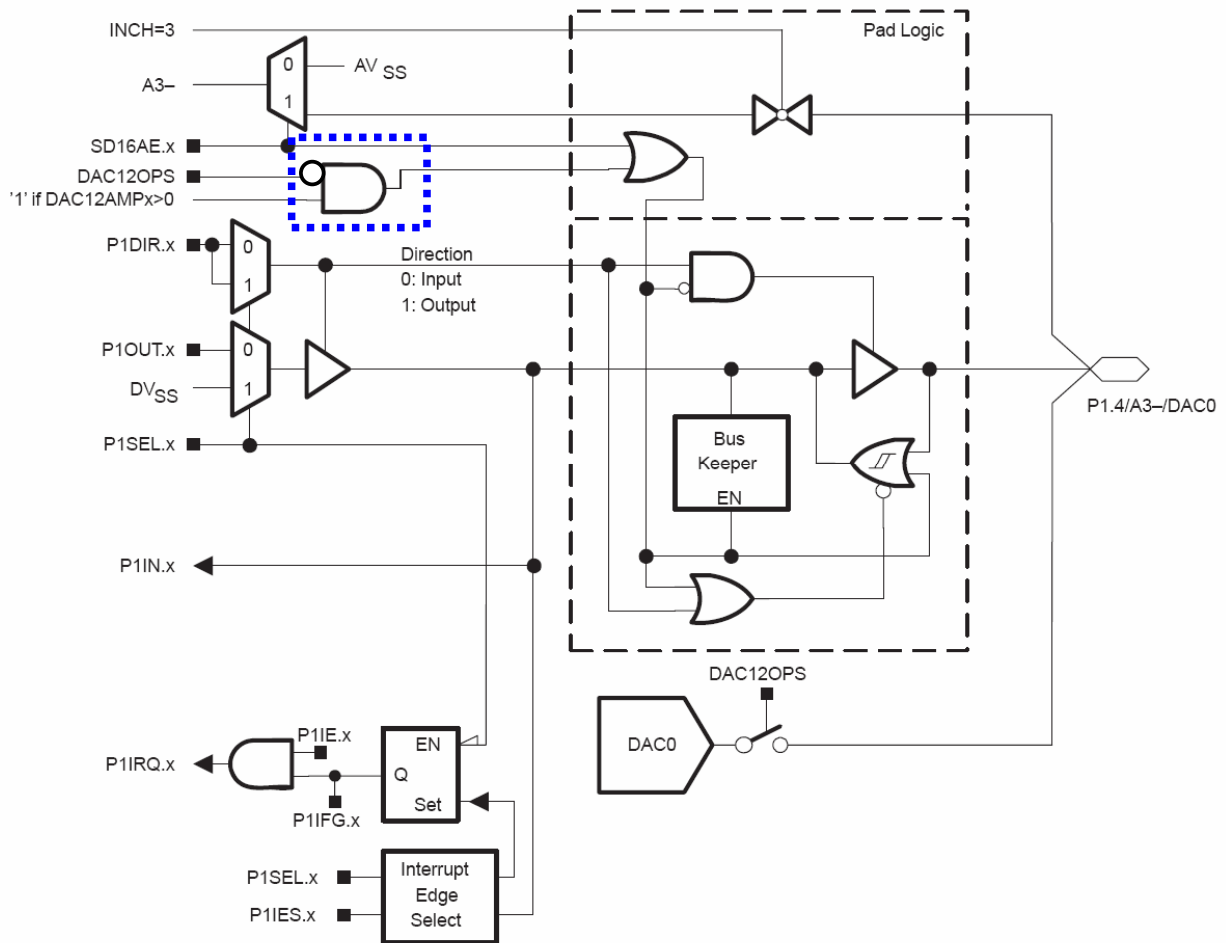 INCH=3
Pad Logic
0
AV SS
A3–
1
SD16AE.x
DAC12OPS
'1' if DAC12AMPx>0
P1DIR.x
0
1
Direction
0: Input
1: Output
P1OUT.x
0
DVSS
1
P1SEL.x
P1.4/A3–/DAC0
Bus
Keeper
EN
P1IN.x
DAC12OPS
DAC0
P1IE.x
EN
P1IRQ.x
Q
Set
P1IFG.x
P1SEL.x
P1IES.x
Interrupt
Edge
Select